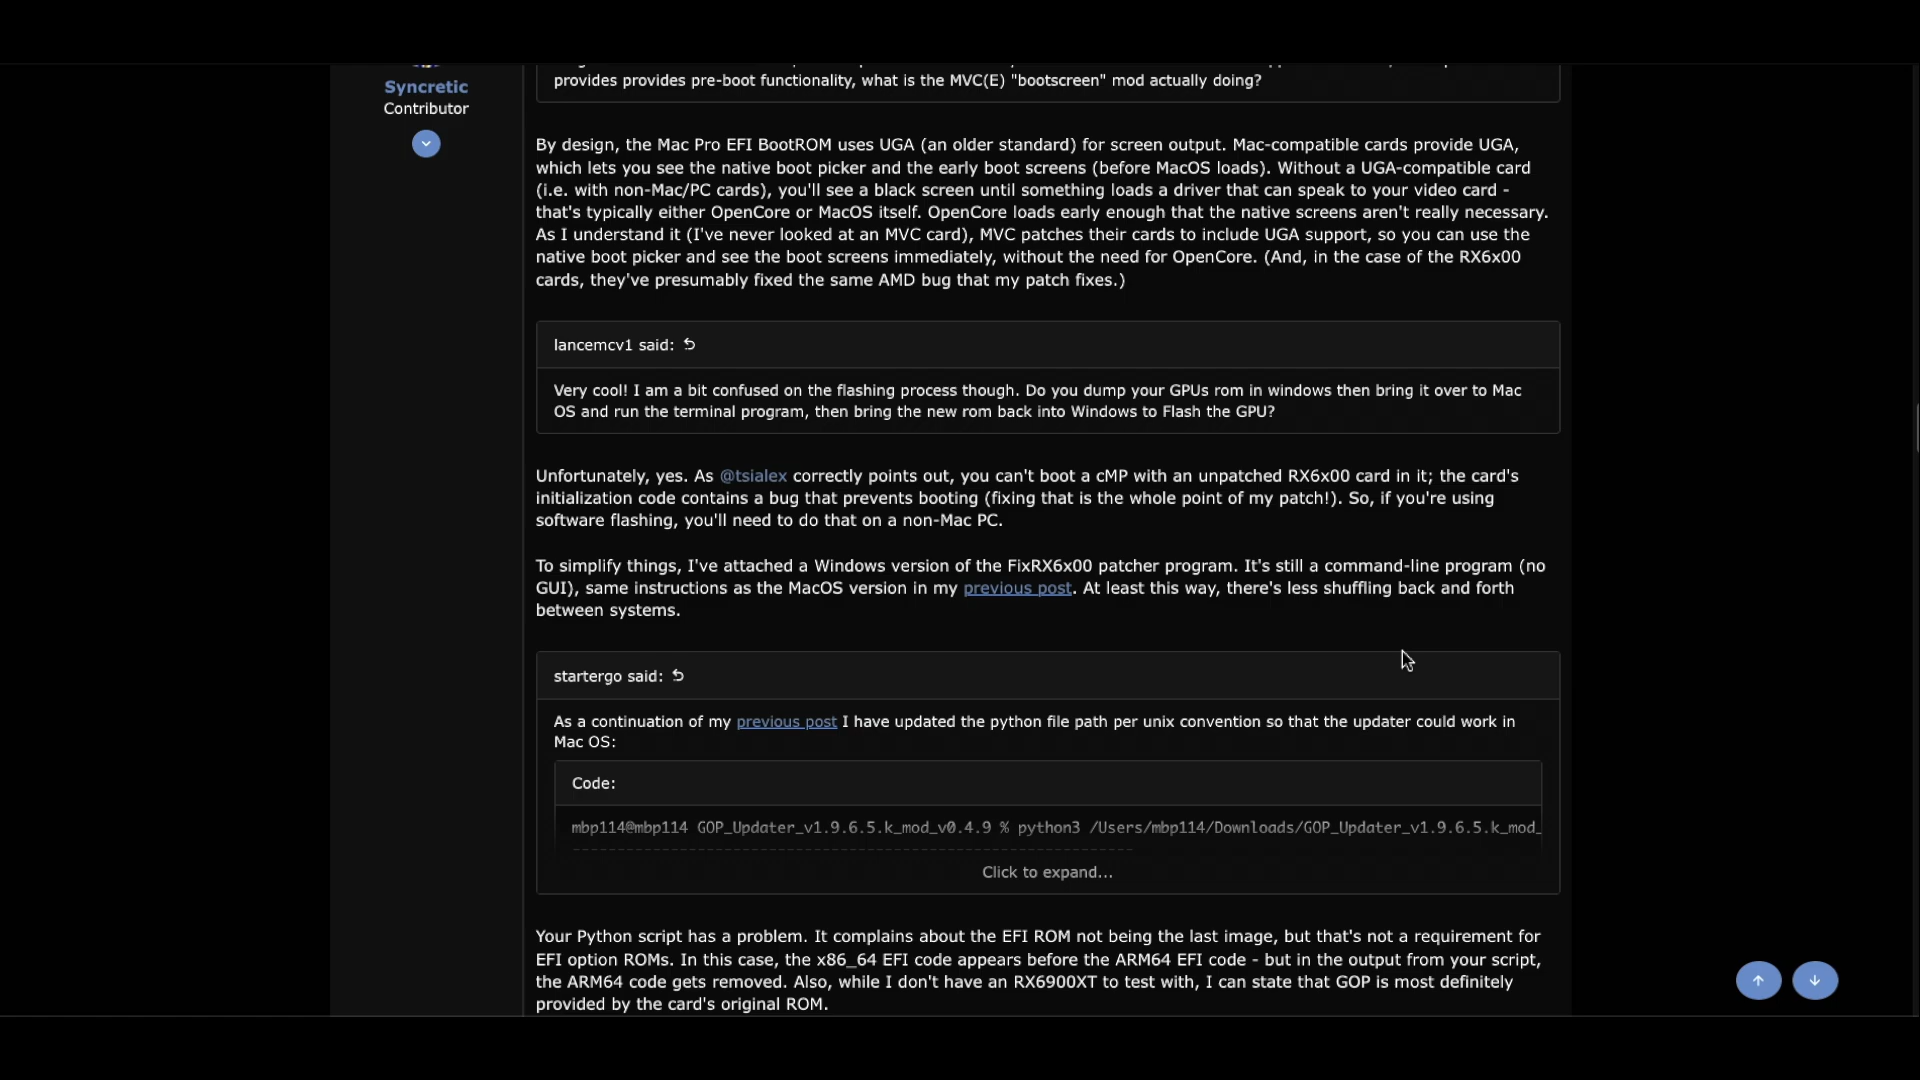 Syncretic
Contributor
provides provides pre-boot functionality, what is the MVC(E) "bootscreen" mod actually doing?
By design, the Mac Pro EFI BootROM uses UGA (an older standard) for screen output. Mac-compatible cards provide UGA,
which lets you see the native boot picker and the early boot screens (before MacOS loads). Without a UGA-compatible card
(i.e. with non-Mac/PC cards), you'll see a black screen until something loads a driver that can speak to your video card -
that's typically either OpenCore or MacOS itself. OpenCore loads early enough that the native screens aren't really necessary.
As I understand it (I've never looked at an MVC card), MVC patches their cards to include UGA support, so you can use the
native boot picker and see the boot screens immediately, without the need for OpenCore. (And, in the case of the RX6x00
cards, they've presumably fixed the same AMD bug that my patch fixes.)
lancemcv1 said:
Very cool! I am a bit confused on the flashing process though. Do you dump your GPUs rom in windows then bring it over to Mac
OS and run the terminal program, then bring the new rom back into Windows to Flash the GPU?
Unfortunately, yes. As @tsialex correctly points out, you can't boot a cMP with an unpatched RX6x00 card in it; the card's
initialization code contains a bug that prevents booting (fixing that is the whole point of my patch!). So, if you're using
software flashing, you'll need to do that on a non-Mac PC.
To simplify things, I've attached a Windows version of the FixRX6x00 patcher program. It's still a command-line program (no
GUI), same instructions as the MacOS version in my previous post. At least this way, there's less shuffling back and forth
between systems.
startergo said:
As a continuation of my previous post I have updated the python file path per unix convention so that the updater could work in
Mac OS:
Code:
mbp114@mbp114 GOP_Updater_v1.9.6.5.k_mod_v0.4.9 % python3 /Users/mbp114/Downloads/GOP_Updater_v1.9.6.5.k_mod_
Click to expand...
Your Python script has a problem. It complains about the EFI ROM not being the last image, but that's not a requirement for
EFI option ROMs. In this case, the x86_64 EFI code appears before the ARM64 EFI code - but in the output from your script,
the ARM64 code gets removed. Also, while I don't have an RX6900XT to test with, I can state that GOP is most definitely
provided by the card's original ROM.